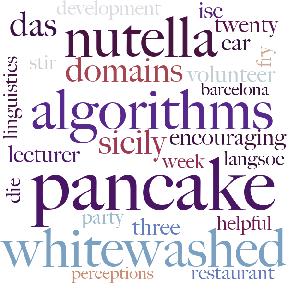 development
isc
das
nutella
twenty
car
fry
stir
domains
volunteer
linguistics
barcelona
algorithms
sicily
encouraging
lecturer
week
langsoc
die
pancake
party
three
helpful
whitewashed
perceptions
restaurant